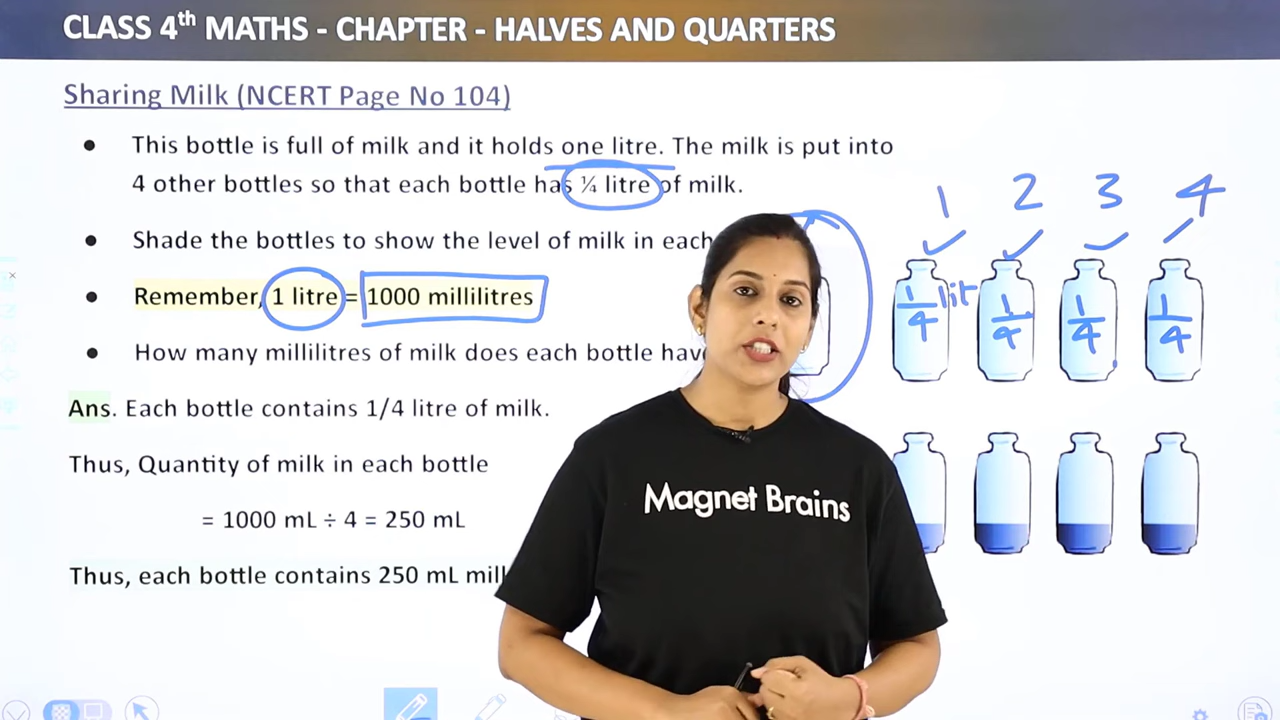 CLASS 4th MATHS - CHAPTER - HALVES AND QUARTERS
Sharing Milk (NCERT Page No 104)
• This bottle is full of milk and it holds one litre. The milk is put into
4 other bottles so that each bottle has ¼ litre of milk.
• Shade the bottles to show the level of milk in each
• Remember, 1 litre = 1000 millilitres
• How many millilitres of milk does each bottle have
Ans. Each bottle contains 1/4 litre of milk.
Thus, Quantity of milk in each bottle
= 1000 mL ÷ 4 = 250 mL
Thus, each bottle contains 250 mL milk
1 2 3 4
1/4 lit 1/4 1/4 1/4
Magnet Brains